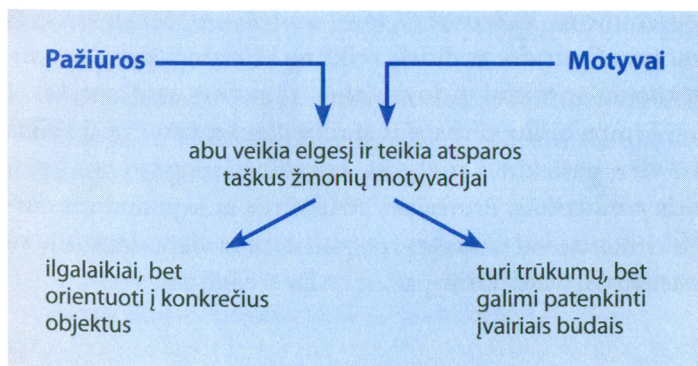 Pažiūros
Motyvai
abu veikia elgesį ir teikia atsparos
taškus žmonių motyvacijai
ilgalaikiai, bet
orientuoti į konkrečius
objektus
turi trūkumų, bet
galimi patenkinti
įvairiais būdais